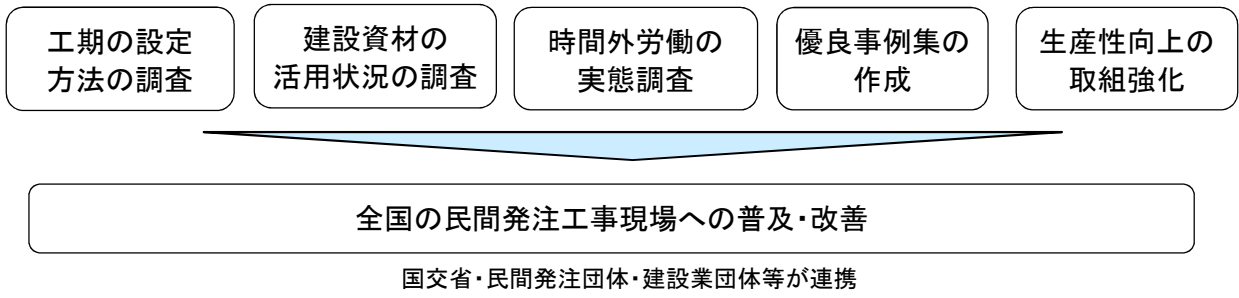 工期の設定
方法の調査
建設資材の
活用状況の調査
時間外労働の
実態調査
優良事例集の
作成
生産性向上の
取組強化
全国の民間発注工事現場への普及・改善
国交省・民間発注団体・建設業団体等が連携